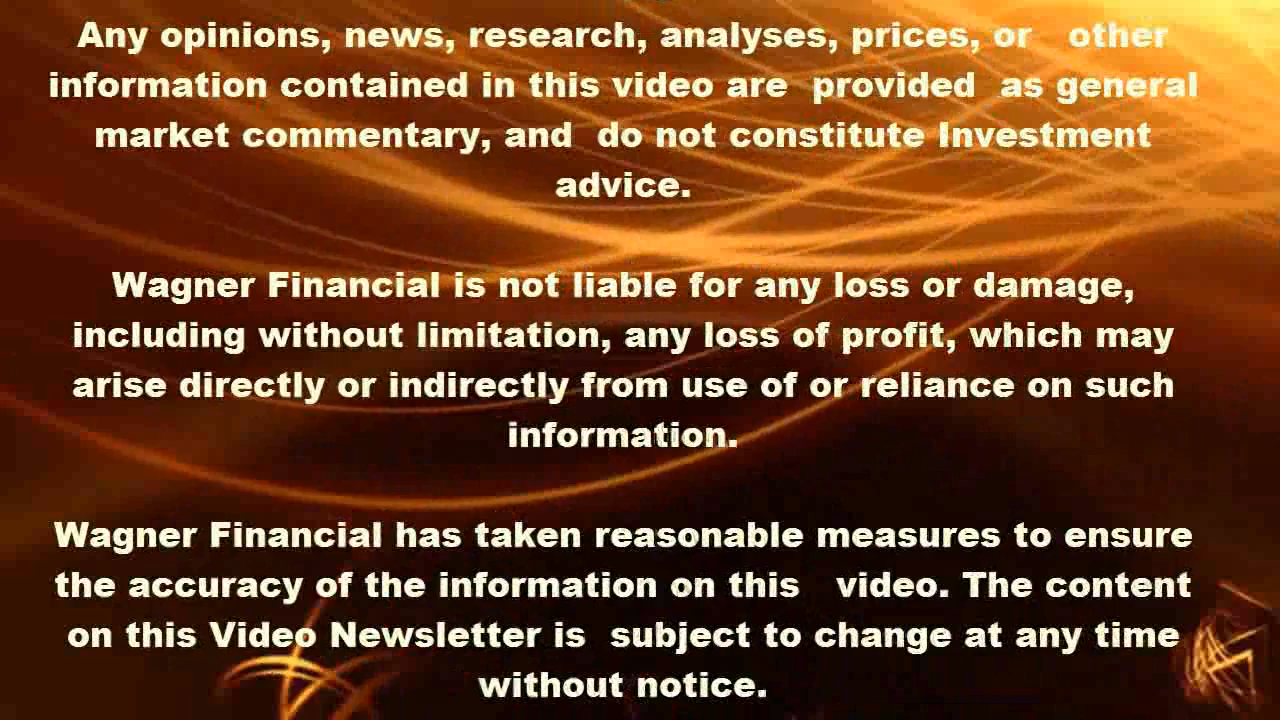 Any opinions, news, research, analyses, prices, or other
information contained in this video are provided as general
market commentary, and do not constitute Investment
advice.
Wagner Financial is not liable for any loss or damage,
including without limitation, any loss of profit, which may
arise directly or indirectly from use of or reliance on such
information.
Wagner Financial has taken reasonable measures to ensure
the accuracy of the information on this video. The content
on this Video Newsletter is subject to change at any time
without notice.